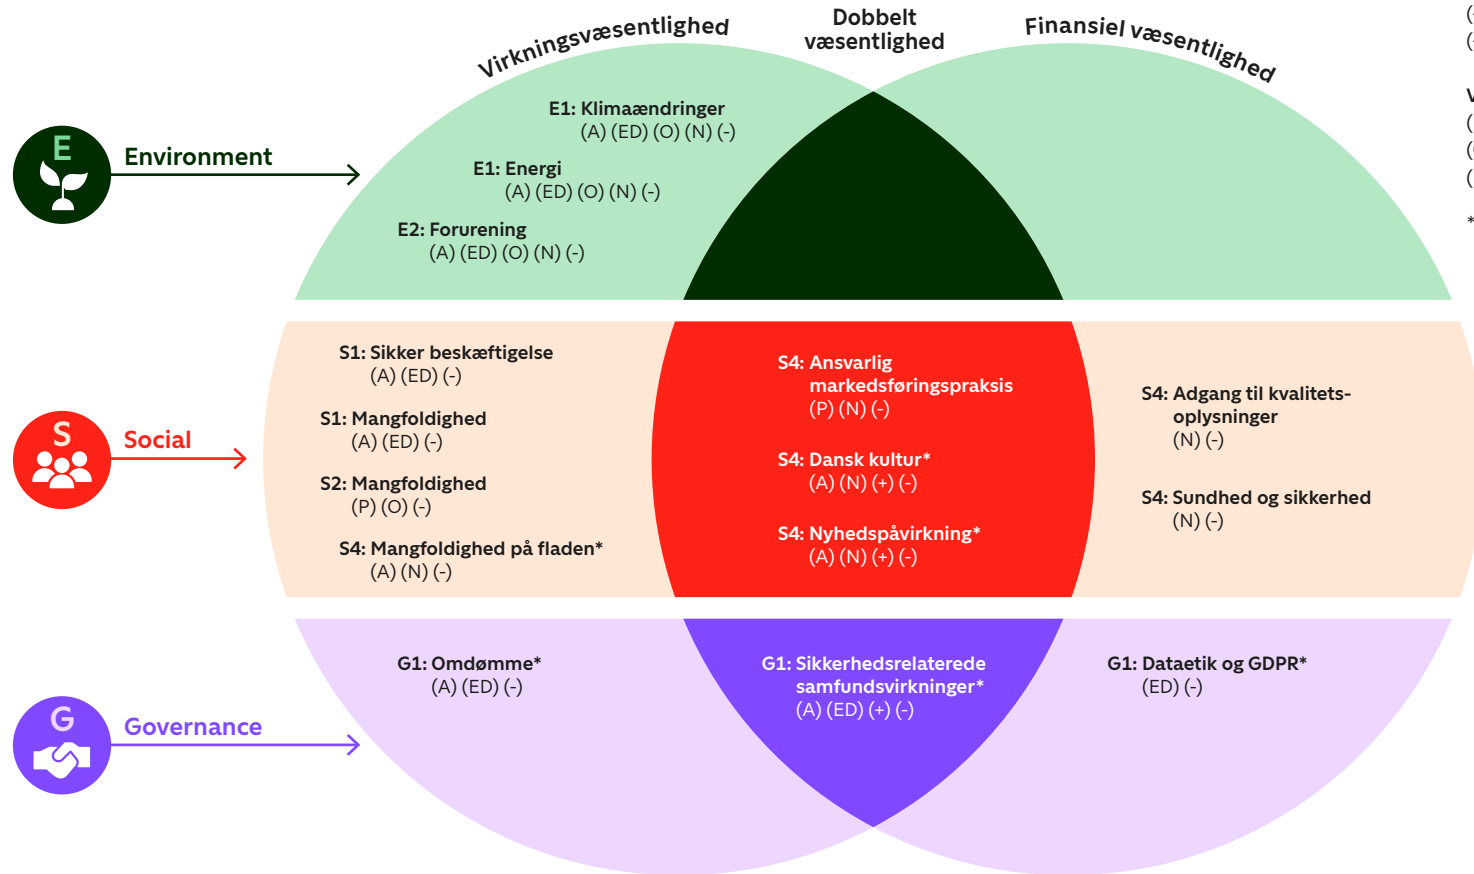 Virkningsvæsentlighed
Dobbelt
væsentlighed
Finansiel væsentlighed
E
Environment
E1: Klimaændringer
(A) (ED) (O) (N) (-)
E1: Energi
(A) (ED) (O) (N) (-)
E2: Forurening
(A) (ED) (O) (N) (-)
S
Social
S1: Sikker beskæftigelse
(A) (ED) (-)
S1: Mangfoldighed
(A) (ED) (-)
S2: Mangfoldighed
(P) (O) (-)
S4: Mangfoldighed på fladen*
(A) (N) (-)
S4: Ansvarlig
markedsføringspraksis
(P) (N) (-)
S4: Dansk kultur*
(A) (N) (+) (-)
S4: Nyhedspåvirkning*
(A) (N) (+) (-)
S4: Adgang til kvalitets-
oplysninger
(N) (-)
S4: Sundhed og sikkerhed
(N) (-)
G
Governance
G1: Omdømme*
(A) (ED) (-)
G1: Sikkerhedsrelaterede
samfundsvirkninger*
(A) (ED) (+) (-)
G1: Dataetik og GDPR*
(ED) (-)